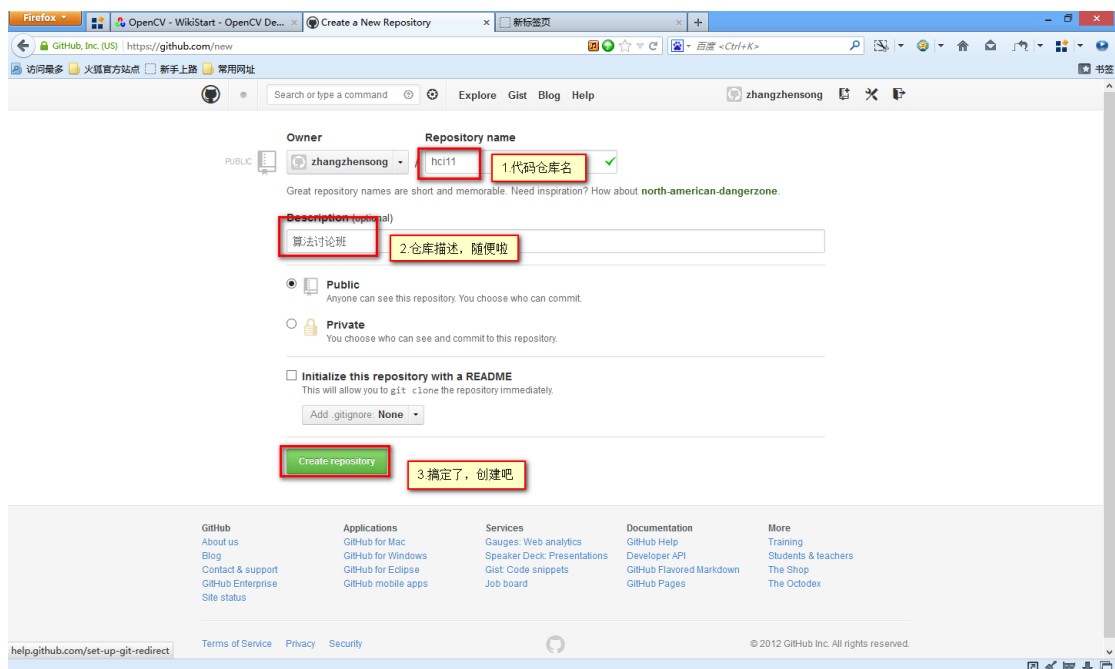 Firefox
OpenCV - WikiStart - OpenCV De...
Create a New Repository
新标签页
GitHub, Inc. (US) https://github.com/new
百度 <Ctrl+K>
访问最多 火狐官方站点 新手上路 常用网址
书签
Search or type a command
Explore Gist Blog Help
zhangzhensong
Owner Repository name
PUBLIC zhangzhensong / hci11
1.代码仓库名
Great repository names are short and memorable. Need inspiration? How about north-american-dangerzone.
Description (optional)
算法讨论班
2.仓库描述，随便啦
Public
Anyone can see this repository. You choose who can commit.
Private
You choose who can see and commit to this repository.
Initialize this repository with a README
This will allow you to git clone the repository immediately.
Add .gitignore: None
Create repository
3.搞定了，创建吧
GitHub Applications Services Documentation More
About us GitHub for Mac Gauges: Web analytics GitHub Help Training
Blog GitHub for Windows Speaker Deck: Presentations Developer API Students & teachers
Contact & support GitHub for Eclipse Gist: Code snippets GitHub Flavored Markdown The Shop
GitHub Enterprise GitHub mobile apps Job board GitHub Pages The Octodex
Site status
Terms of Service Privacy Security
© 2012 GitHub Inc. All rights reserved.
help.github.com/set-up-git-redirect